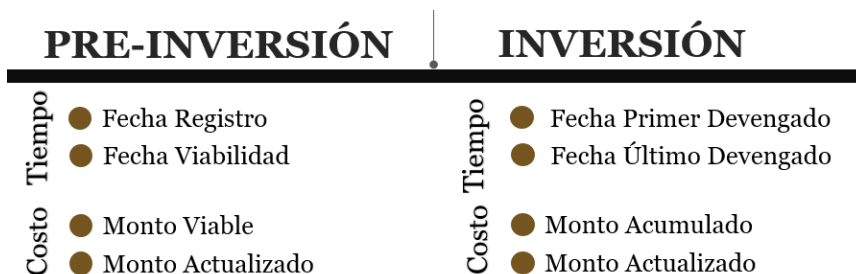 PRE-INVERSIÓN
Tiempo
Fecha Registro
Fecha Viabilidad
Costo
Monto Viable
Monto Actualizado
INVERSIÓN
Tiempo
Fecha Primer Devengado
Fecha Último Devengado
Costo
Monto Acumulado
Monto Actualizado